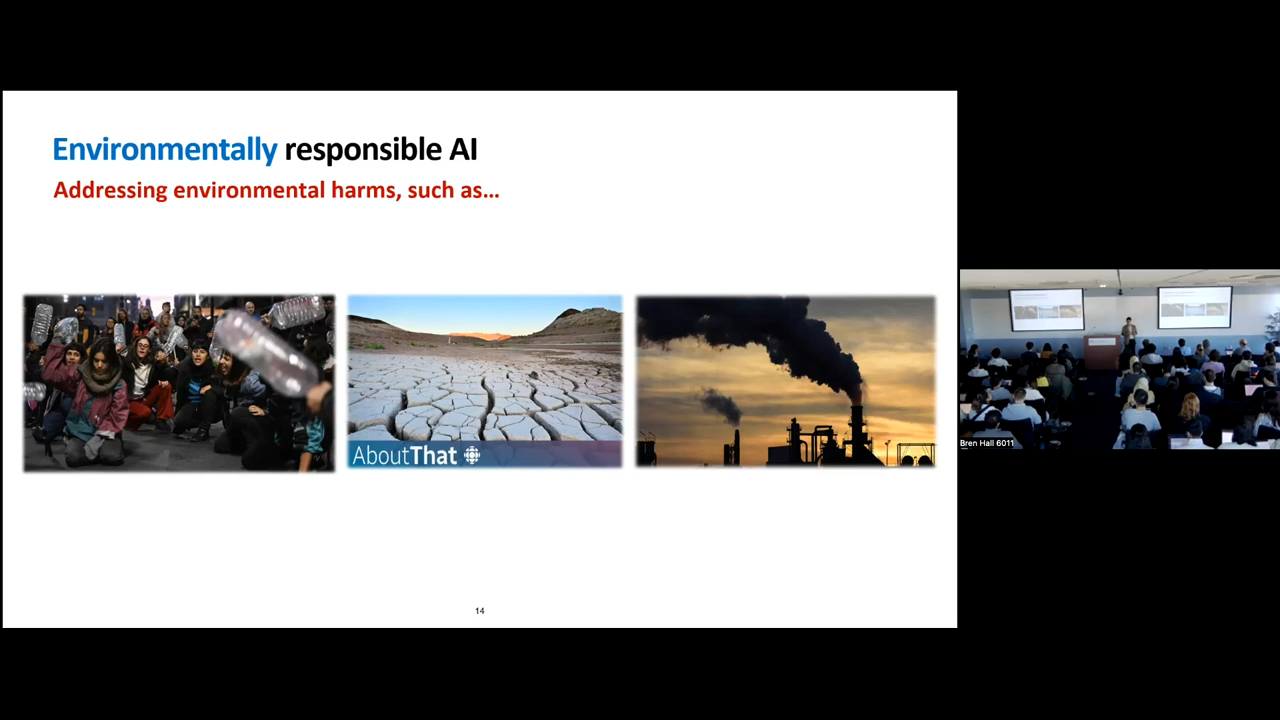 Environmentally responsible AI
Addressing environmental harms, such as...
AboutThat
14
Bren Hall 6011